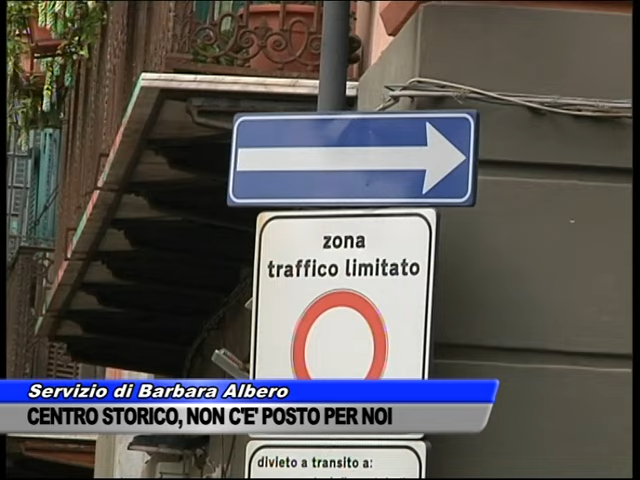 zona
traffico limitato
Servizio di Barbara Albero
CENTRO STORICO, NON C'E' POSTO PER NOI
divieto a transito a: